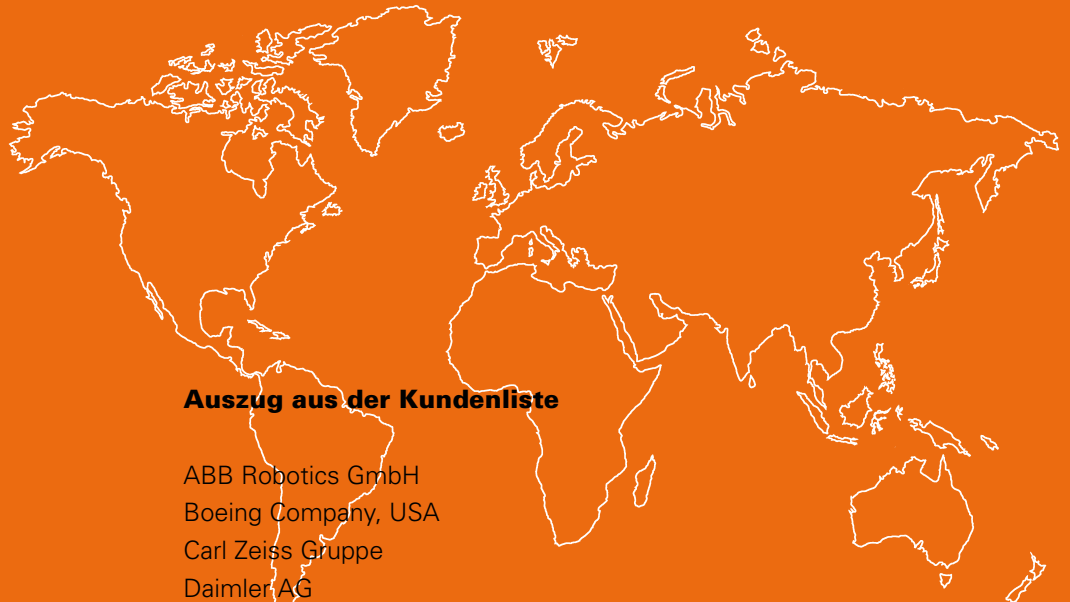 Auszug aus der Kundenliste
ABB Robotics GmbH
Boeing Company, USA
Carl Zeiss Gruppe
Daimler AG